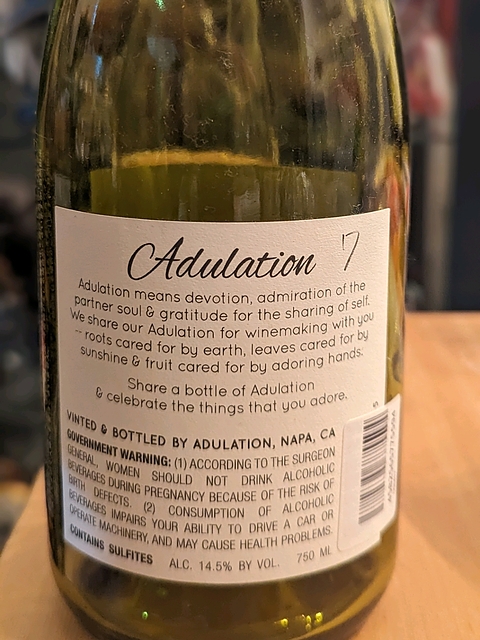 Adulation 7
Adulation means devotion, admiration of the
partner soul & gratitude for the sharing of self.
We share our Adulation for winemaking with you
-- roots cared for by earth, leaves cared for by
sunshine & fruit cared for by adoring hands.
Share a bottle of Adulation
& celebrate the things that you adore.
VINTED & BOTTLED BY ADULATION, NAPA, CA
GOVERNMENT WARNING: (1) ACCORDING TO THE SURGEON
GENERAL, WOMEN SHOULD NOT DRINK ALCOHOLIC
BEVERAGES DURING PREGNANCY BECAUSE OF THE RISK OF
BIRTH DEFECTS. (2) CONSUMPTION OF ALCOHOLIC
BEVERAGES IMPAIRS YOUR ABILITY TO DRIVE A CAR OR
OPERATE MACHINERY, AND MAY CAUSE HEALTH PROBLEMS.
CONTAINS SULFITES ALC. 14.5% BY VOL. 750 ML